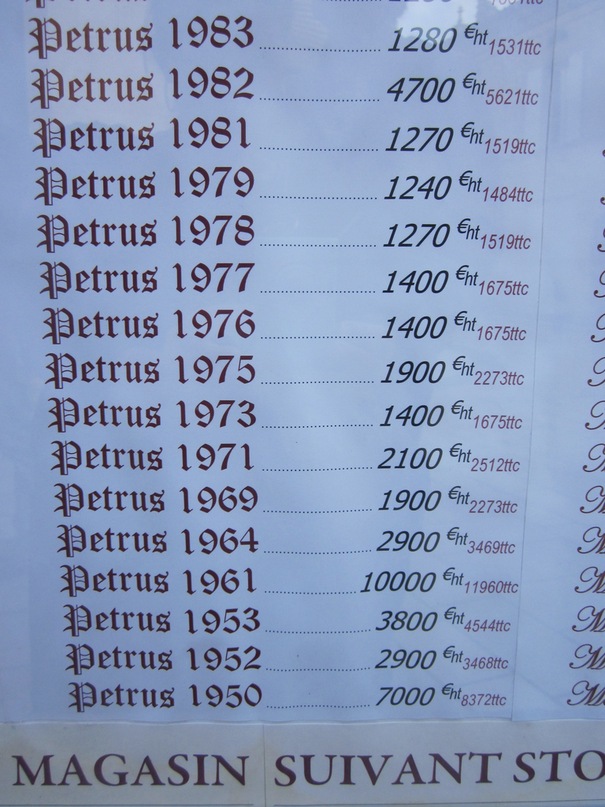 Petrus 1983 1280 €ht 1531ttc
Petrus 1982 4700 €ht 5621ttc
Petrus 1981 1270 €ht 1519ttc
Petrus 1979 1240 €ht 1484ttc
Petrus 1978 1270 €ht 1519ttc
Petrus 1977 1400 €ht 1675ttc
Petrus 1976 1400 €ht 1675ttc
Petrus 1975 1900 €ht 2273ttc
Petrus 1973 1400 €ht 1675ttc
Petrus 1971 2100 €ht 2512ttc
Petrus 1969 1900 €ht 2273ttc
Petrus 1964 2900 €ht 3469ttc
Petrus 1961 10000 €ht 11960ttc
Petrus 1953 3800 €ht 4544ttc
Petrus 1952 2900 €ht 3468ttc
Petrus 1950 7000 €ht 8372ttc
MAGASIN SUIVANT STO